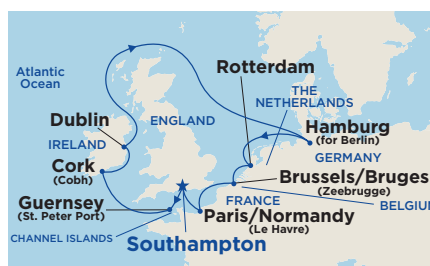 Atlantic
Ocean
Rotterdam
Dublin
ENGLAND
THE
NETHERLANDS
Hamburg
(for Berlin)
IRELAND
GERMANY
Cork
(Cobh)
Brussels/Bruges
(Zeebrugge)
Guernsey
(St. Peter Port)
FRANCE
BELGIU
Paris/Normandy
(Le Havre)
CHANNEL ISLANDS
Southampton